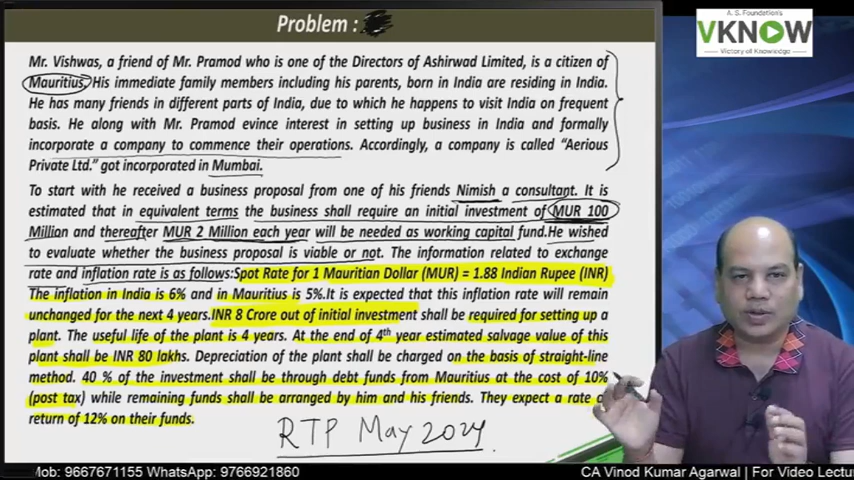 Problem :
A. S. Foundation's
VKNOW
Victory of Knowledge
Mr. Vishwas, a friend of Mr. Pramod who is one of the Directors of Ashirwad Limited, is a citizen of
Mauritius. His immediate family members including his parents, born in India are residing in India.
He has many friends in different parts of India, due to which he happens to visit India on frequent
basis. He along with Mr. Pramod evince interest in setting up business in India and formally
incorporate a company to commence their operations. Accordingly, a company is called "Aerious
Private Ltd." got incorporated in Mumbai.
To start with he received a business proposal from one of his friends Nimish a consultant. It is
estimated that in equivalent terms the business shall require an initial investment of MUR 100
Million and thereafter MUR 2 Million each year will be needed as working capital fund.He wished
to evaluate whether the business proposal is viable or not. The information related to exchange
rate and inflation rate is as follows:Spot Rate for 1 Mauritian Dollar (MUR) = 1.88 Indian Rupee (INR)
The inflation in India is 6% and in Mauritius is 5%.It is expected that this inflation rate will remain
unchanged for the next 4 years.INR 8 Crore out of initial investment shall be required for setting up a
plant. The useful life of the plant is 4 years. At the end of 4th year estimated salvage value of this
plant shall be INR 80 lakhs. Depreciation of the plant shall be charged on the basis of straight-line
method. 40 % of the investment shall be through debt funds from Mauritius at the cost of 10%
(post tax) while remaining funds shall be arranged by him and his friends. They expect a rate o
return of 12% on their funds.
RTP May 2024
Mob: 9667671155 WhatsApp: 9766921860
CA Vinod Kumar Agarwal | For Video Lectu